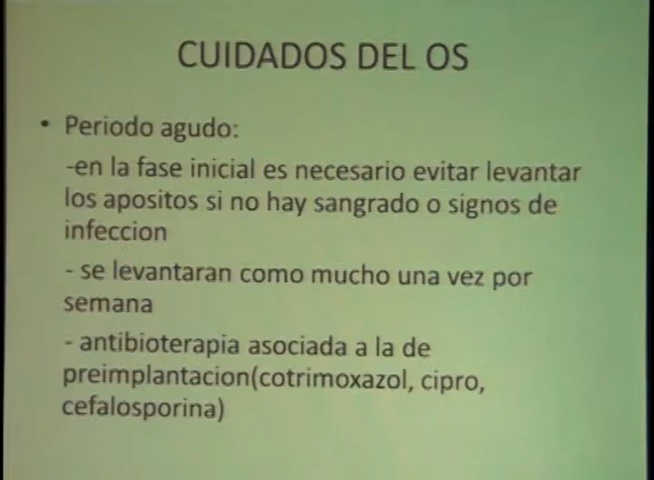 CUIDADOS DEL OS
• Periodo agudo:
-en la fase inicial es necesario evitar levantar
los apositos si no hay sangrado o signos de
infeccion
- se levantaran como mucho una vez por
semana
- antibioterapia asociada a la de
preimplantacion(cotrimoxazol, cipro,
cefalosporina)